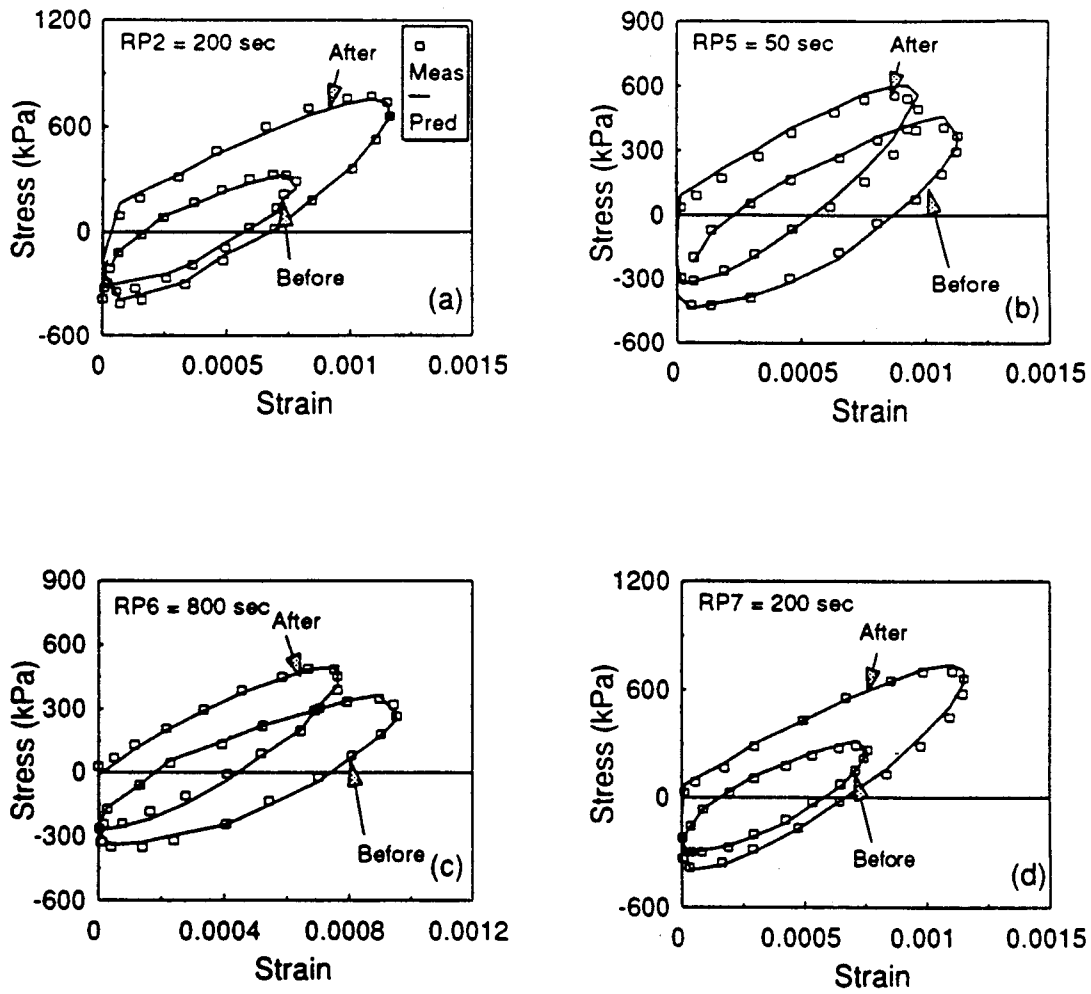 1200
600
0
-600
Stress (kPa)
RP2 = 200 sec
After
Meas
Pred
Before
(a)
0
0.0005
0.001
0.0015
Strain
900
600
300
0
-300
-600
Stress (kPa)
RP5 = 50 sec
After
Before
(b)
0
0.0005
0.001
0.0015
Strain
900
600
300
0
-300
-600
Stress (kPa)
RP6 = 800 sec
After
Before
(c)
0
0.0004
0.0008
0.0012
Strain
1200
600
0
-600
Stress (kPa)
RP7 = 200 sec
After
Before
(d)
0
0.0005
0.001
0.0015
Strain